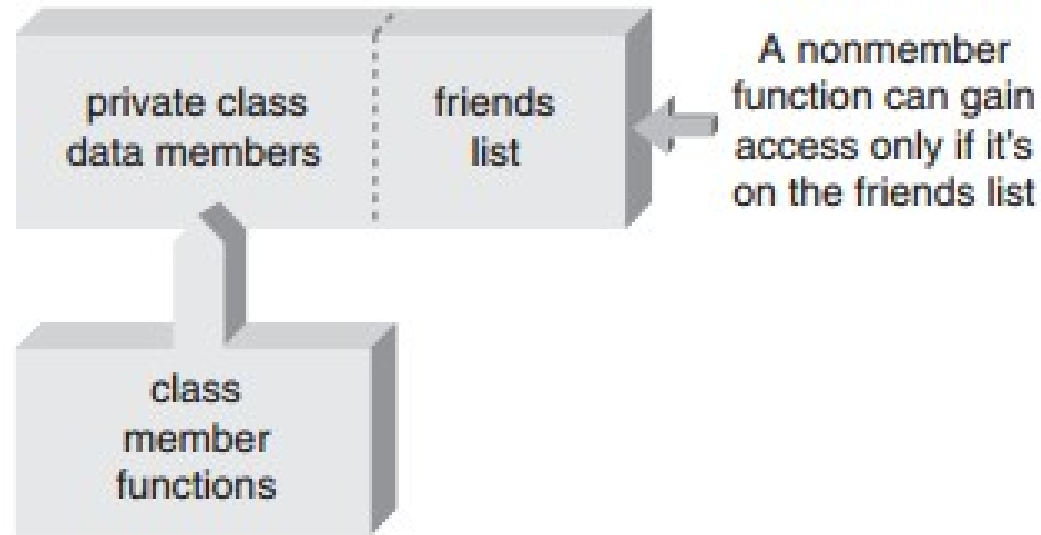 private class
data members
friends
list
A nonmember
function can gain
access only if it's
on the friends list
class
member
functions